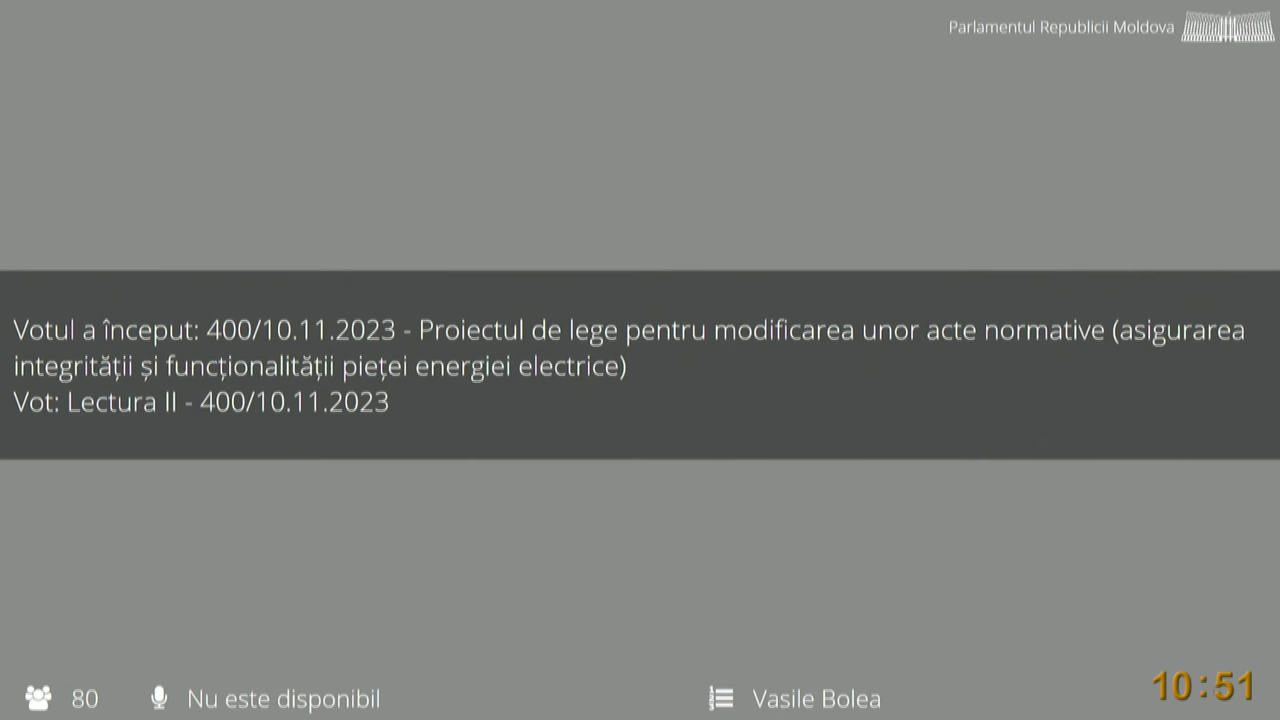 Parlamentul Republicii Moldova
Votul a început: 400/10.11.2023 - Proiectul de lege pentru modificarea unor acte normative (asigurarea
integrității și funcționalității pieței energiei electrice)
Vot: Lectura II - 400/10.11.2023
80 Nu este disponibil Vasile Bolea 10:51